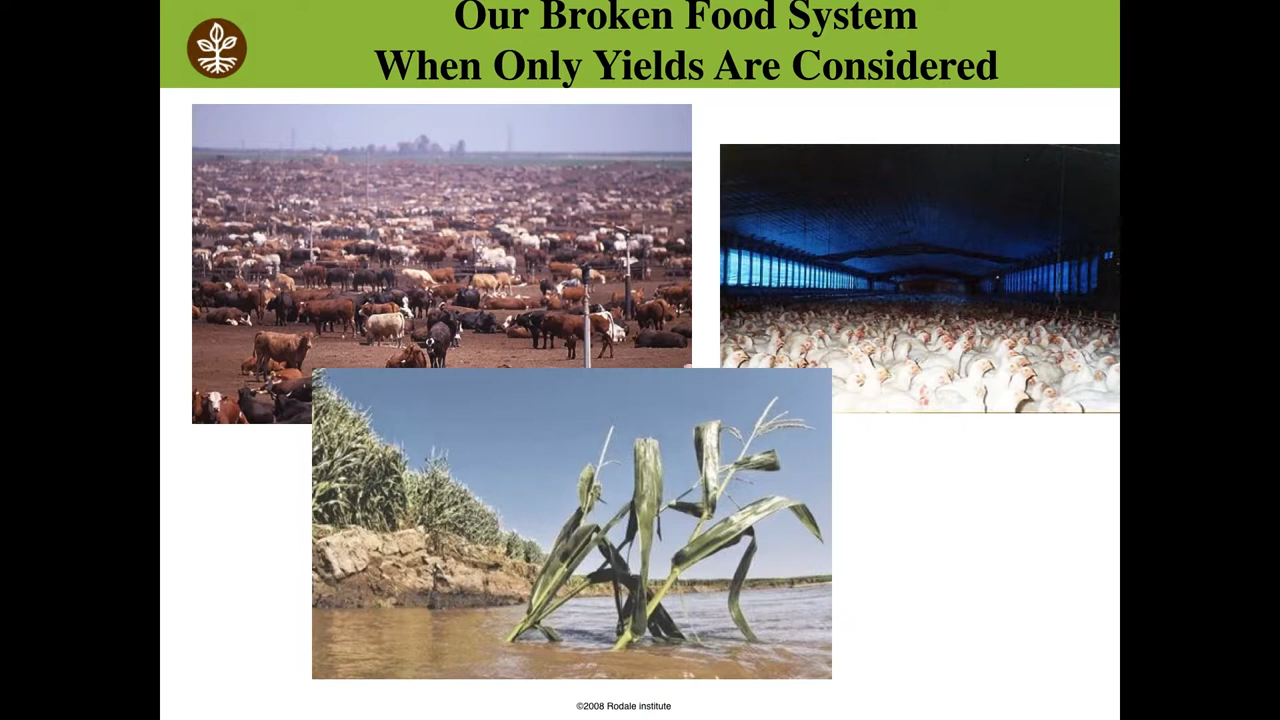 Our Broken Food System
When Only Yields Are Considered
©2008 Rodale institute